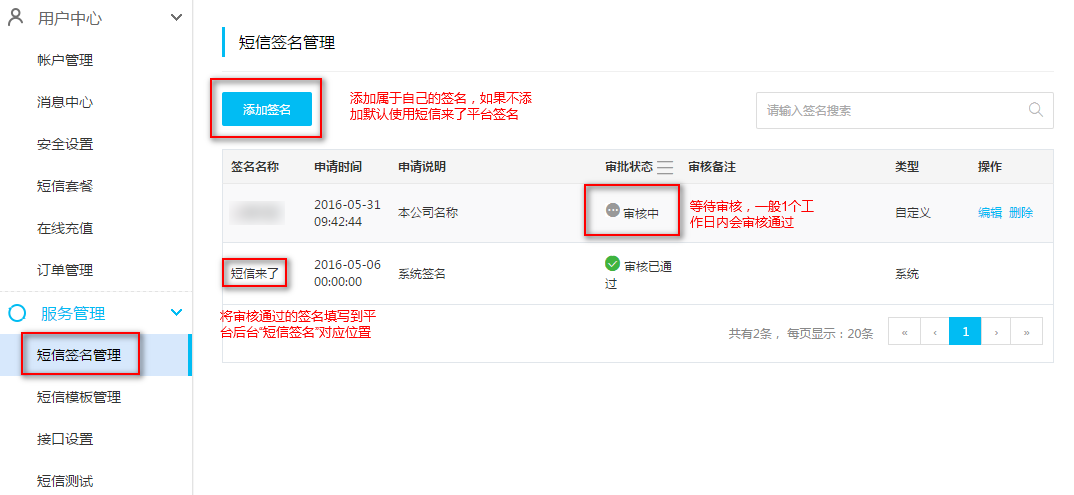 用户中心
帐户管理
消息中心
安全设置
短信套餐
在线充值
订单管理
服务管理
短信签名管理
短信模板管理
接口设置
短信测试
短信签名管理
添加签名
添加属于自己的签名，如果不添
加默认使用短信来了平台签名
请输入签名搜索
签名名称 申请时间 申请说明 审批状态 审核备注 类型 操作
2016-05-31
09:42:44
本公司名称
审核中
等待审核，一般1个工
作日内会审核通过
自定义
编辑 删除
短信来了
2016-05-06
00:00:00
系统签名
审核已通
过
系统
将审核通过的签名填写到平
台后台“短信签名”对应位置
共有2条， 每页显示：20条 « ‹ 1 › »